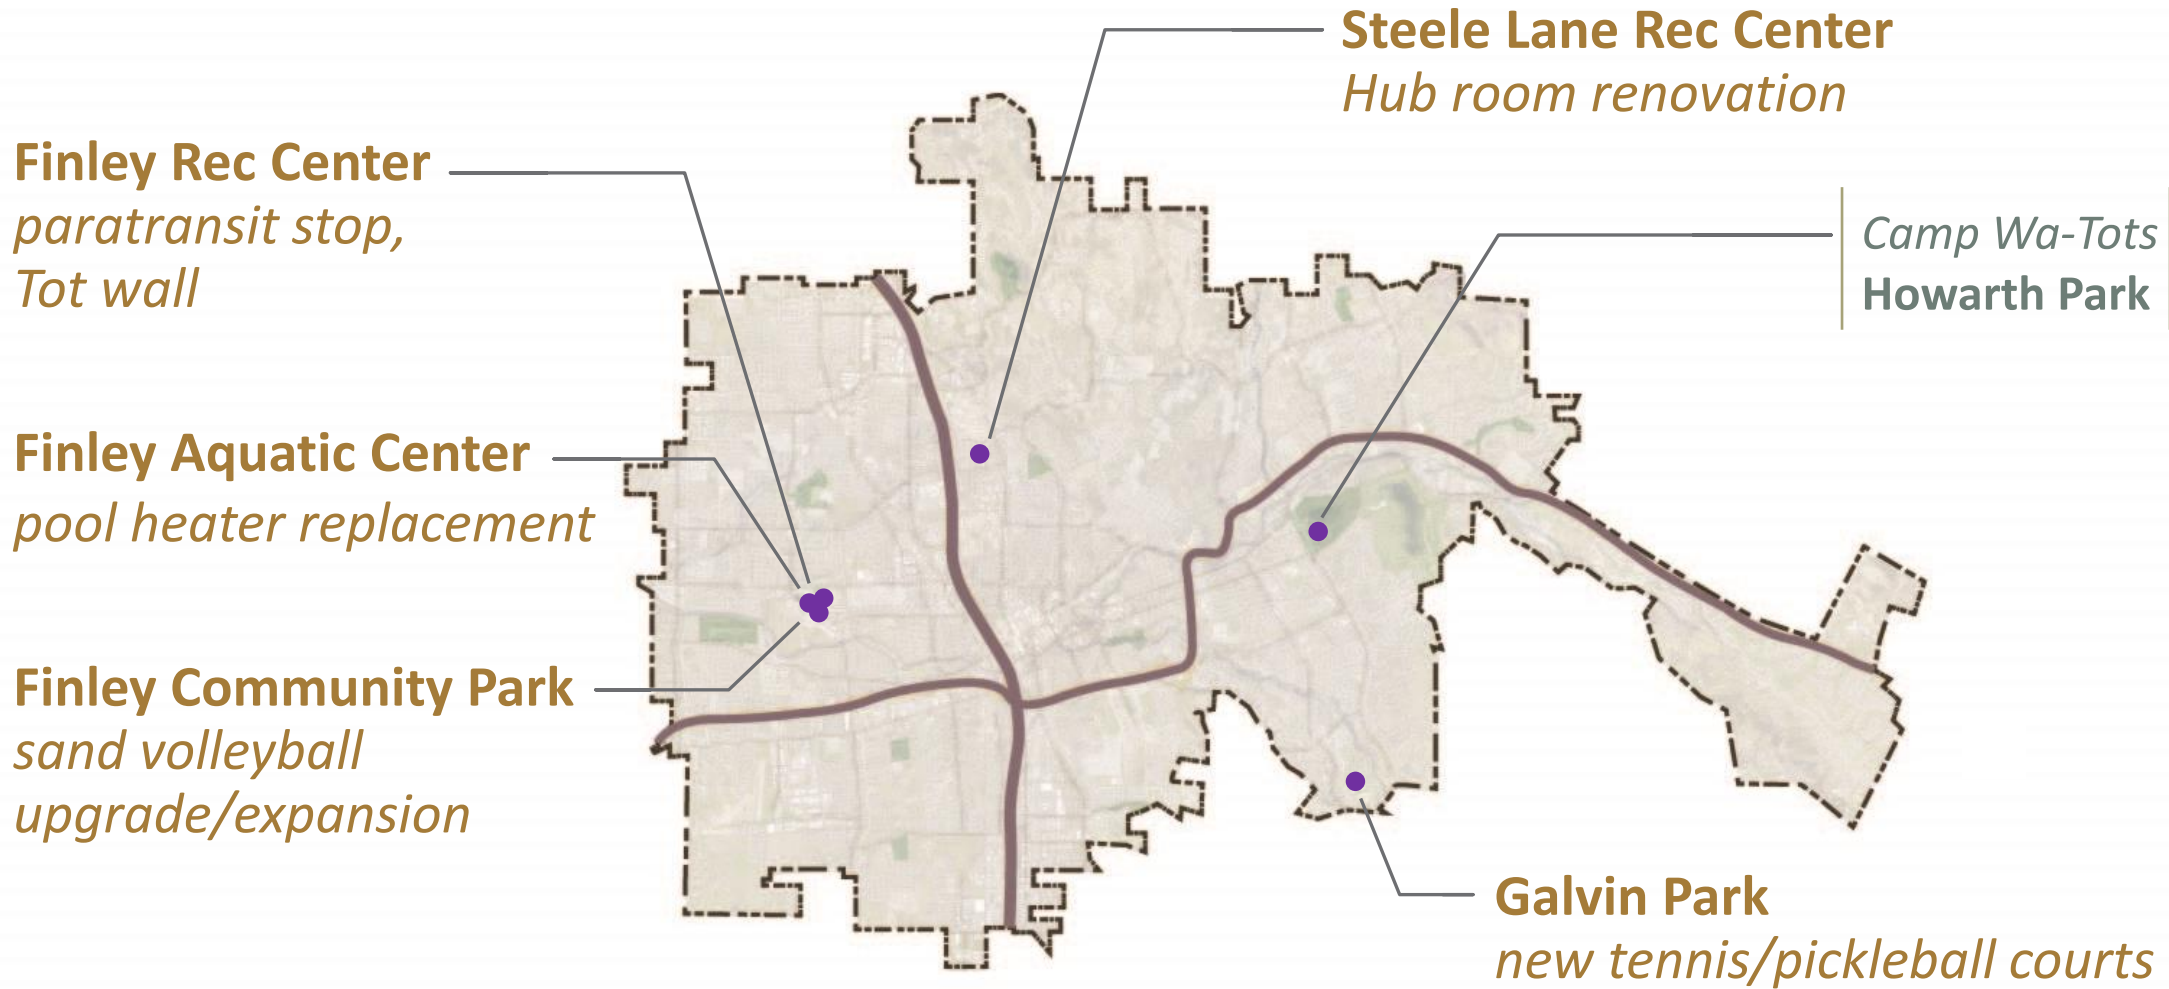 Steele Lane Rec Center
Hub room renovation
Finley Rec Center
paratransit stop,
Tot wall
Camp Wa-Tots
Howarth Park
Finley Aquatic Center
pool heater replacement
Finley Community Park
sand volleyball
upgrade/expansion
Galvin Park
new tennis/pickleball courts